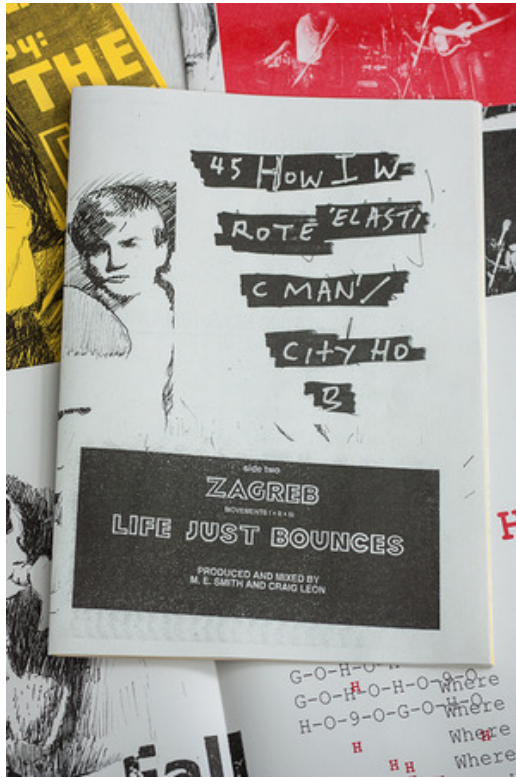 THE
45 HOW I W
ROTE 'ELASTI
C MAN'/
CITY HO
B
side two
ZAGREB
MOVEMENTS I + II + III
LIFE JUST BOUNCES
PRODUCED AND MIXED BY
M. E. SMITH AND CRAIG LEON
G-O-H-O-H
G-O-H-O-H-O-9-O
H-O-9-O-G-O-H-O
Where
Where
Where
Where
H
H
H
H H
fall